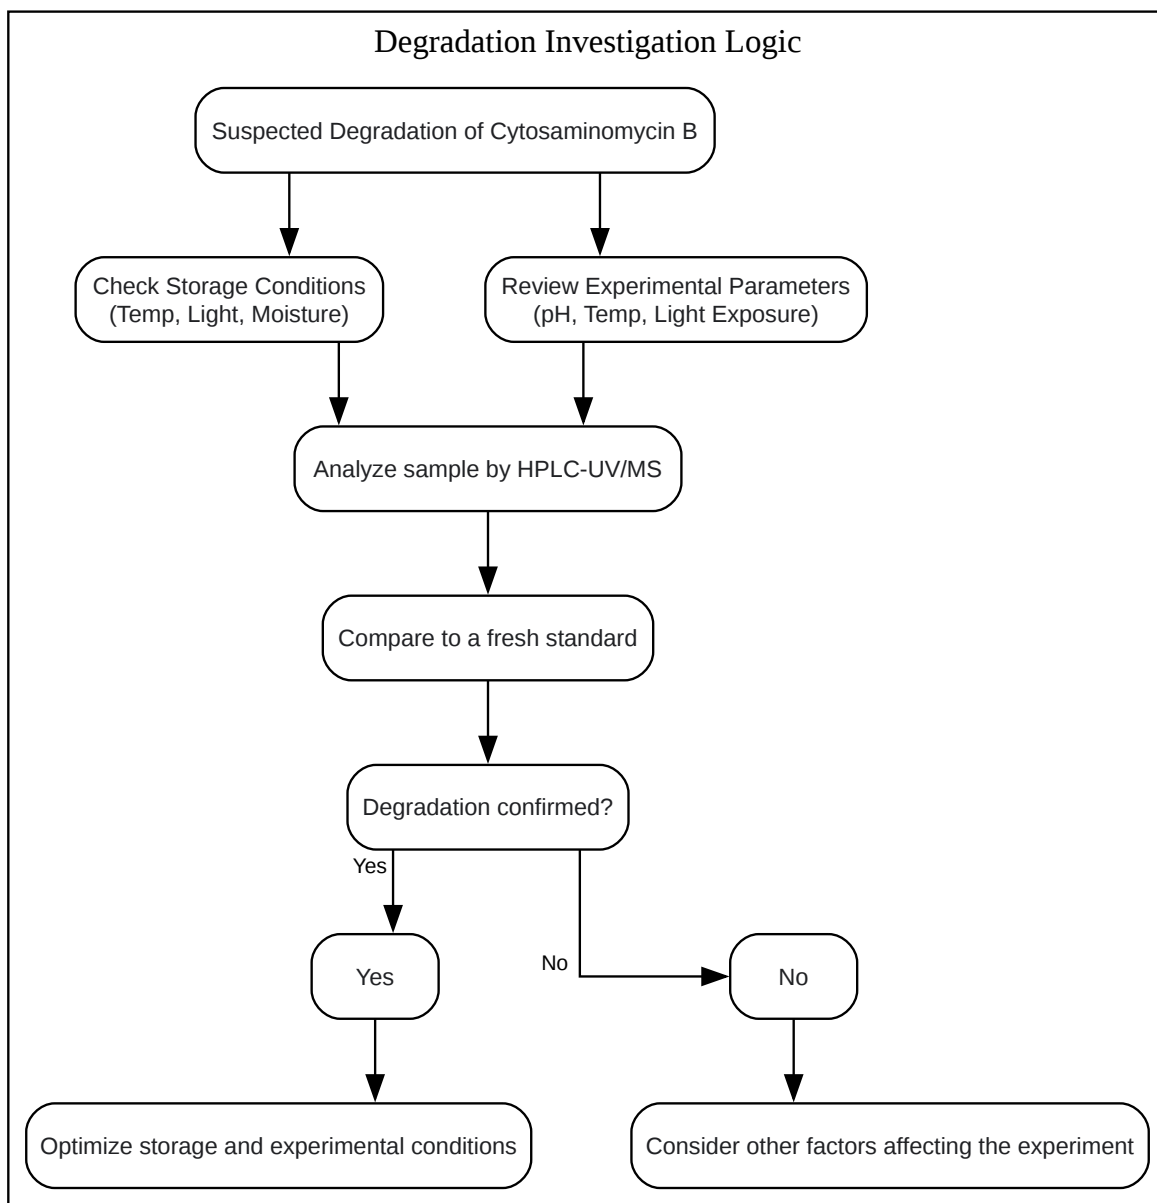 Degradation Investigation Logic
Suspected Degradation of Cytosaminomycin B
Check Storage Conditions
(Temp, Light, Moisture)
Review Experimental Parameters
(pH, Temp, Light Exposure)
Analyze sample by HPLC-UV/MS
Compare to a fresh standard
Degradation confirmed?
Yes
No
Yes
No
Optimize storage and experimental conditions
Consider other factors affecting the experiment